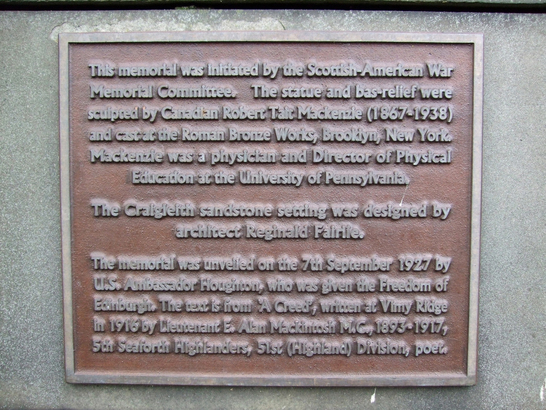 This memorial was initiated by the Scottish-American War
Memorial Committee. The statue and bas-relief were
sculpted by Canadian Robert Tait Mackenzie (1867-1938)
and cast at the Roman Bronze Works, Brooklyn, New York.
Mackenzie was a physician and Director of Physical
Education at the University of Pennsylvania.
The Craigleith sandstone setting was designed by
architect Reginald Fairlie.
The memorial was unveiled on the 7th September 1927 by
U.S. Ambassador Houghton, who was given the Freedom of
Edinburgh. The text is from 'A Creed', written at Vimy Ridge
in 1916 by Lieutenant E. Alan Mackintosh M.C., 1893-1917,
5th Seaforth Highlanders, 51st (Highland) Division, poet.